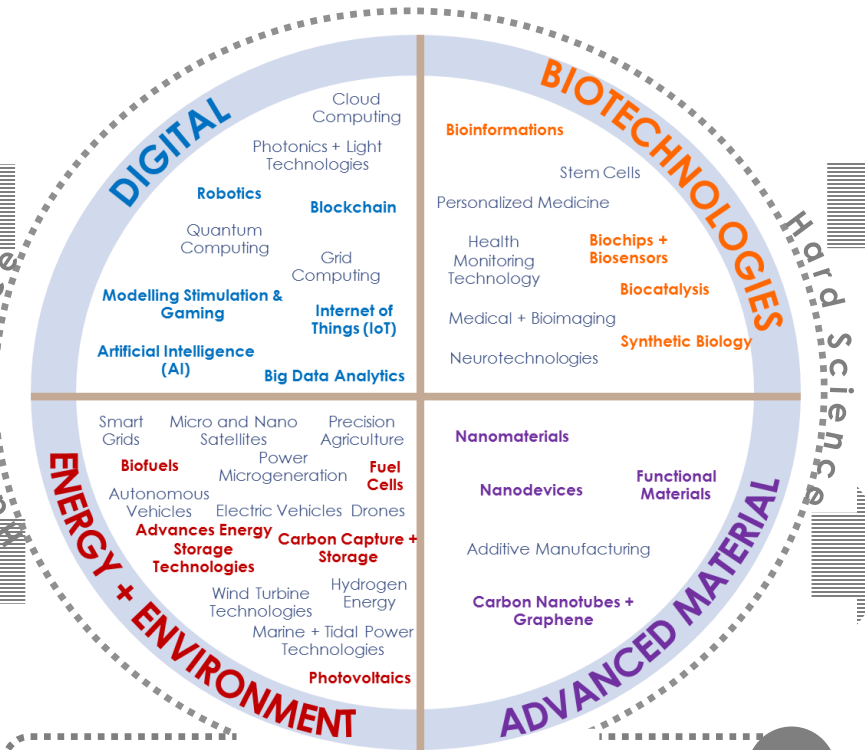 DIGITAL
Cloud
Computing
Photonics + Light
Technologies
Robotics
Blockchain
Quantum
Computing
Grid
Computing
Modelling Stimulation &
Gaming
Internet of
Things (IoT)
Artificial Intelligence
(AI)
Big Data Analytics
BIOTECHNOLOGIES
Bioinformations
Stem Cells
Personalized Medicine
Health
Monitoring
Technology
Biochips +
Biosensors
Biocatalysis
Medical + Bioimaging
Synthetic Biology
Neurotechnologies
Hard Science
ENERGY + ENVIRONMENT
Smart
Grids
Micro and Nano
Satellites
Precision
Agriculture
Biofuels
Power
Microgeneration
Fuel
Cells
Autonomous
Vehicles
Electric Vehicles
Drones
Advances Energy
Storage
Technologies
Carbon Capture +
Storage
Wind Turbine
Technologies
Hydrogen
Energy
Marine + Tidal Power
Technologies
Photovoltaics
ADVANCED MATERIAL
Nanomaterials
Nanodevices
Functional
Materials
Additive Manufacturing
Carbon Nanotubes +
Graphene